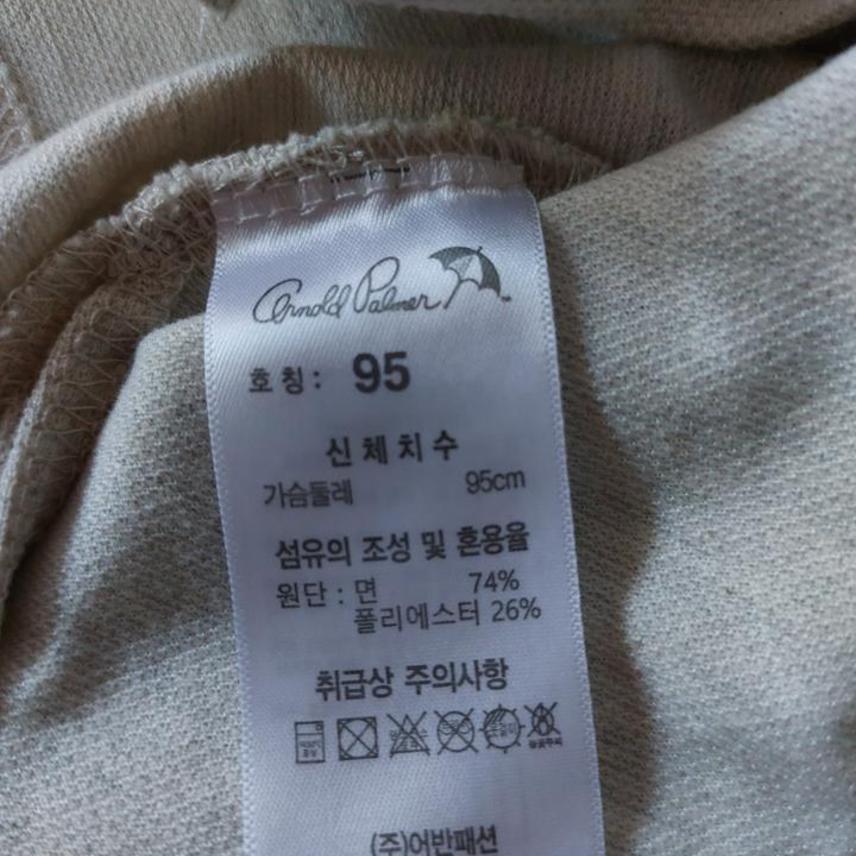 Arnold Palmer
호칭: 95
신체치수
가슴둘레 95cm
섬유의 조성 및 혼용율
원단 : 면 74%
폴리에스터 26%
취급상 주의사항
(주)어반패션